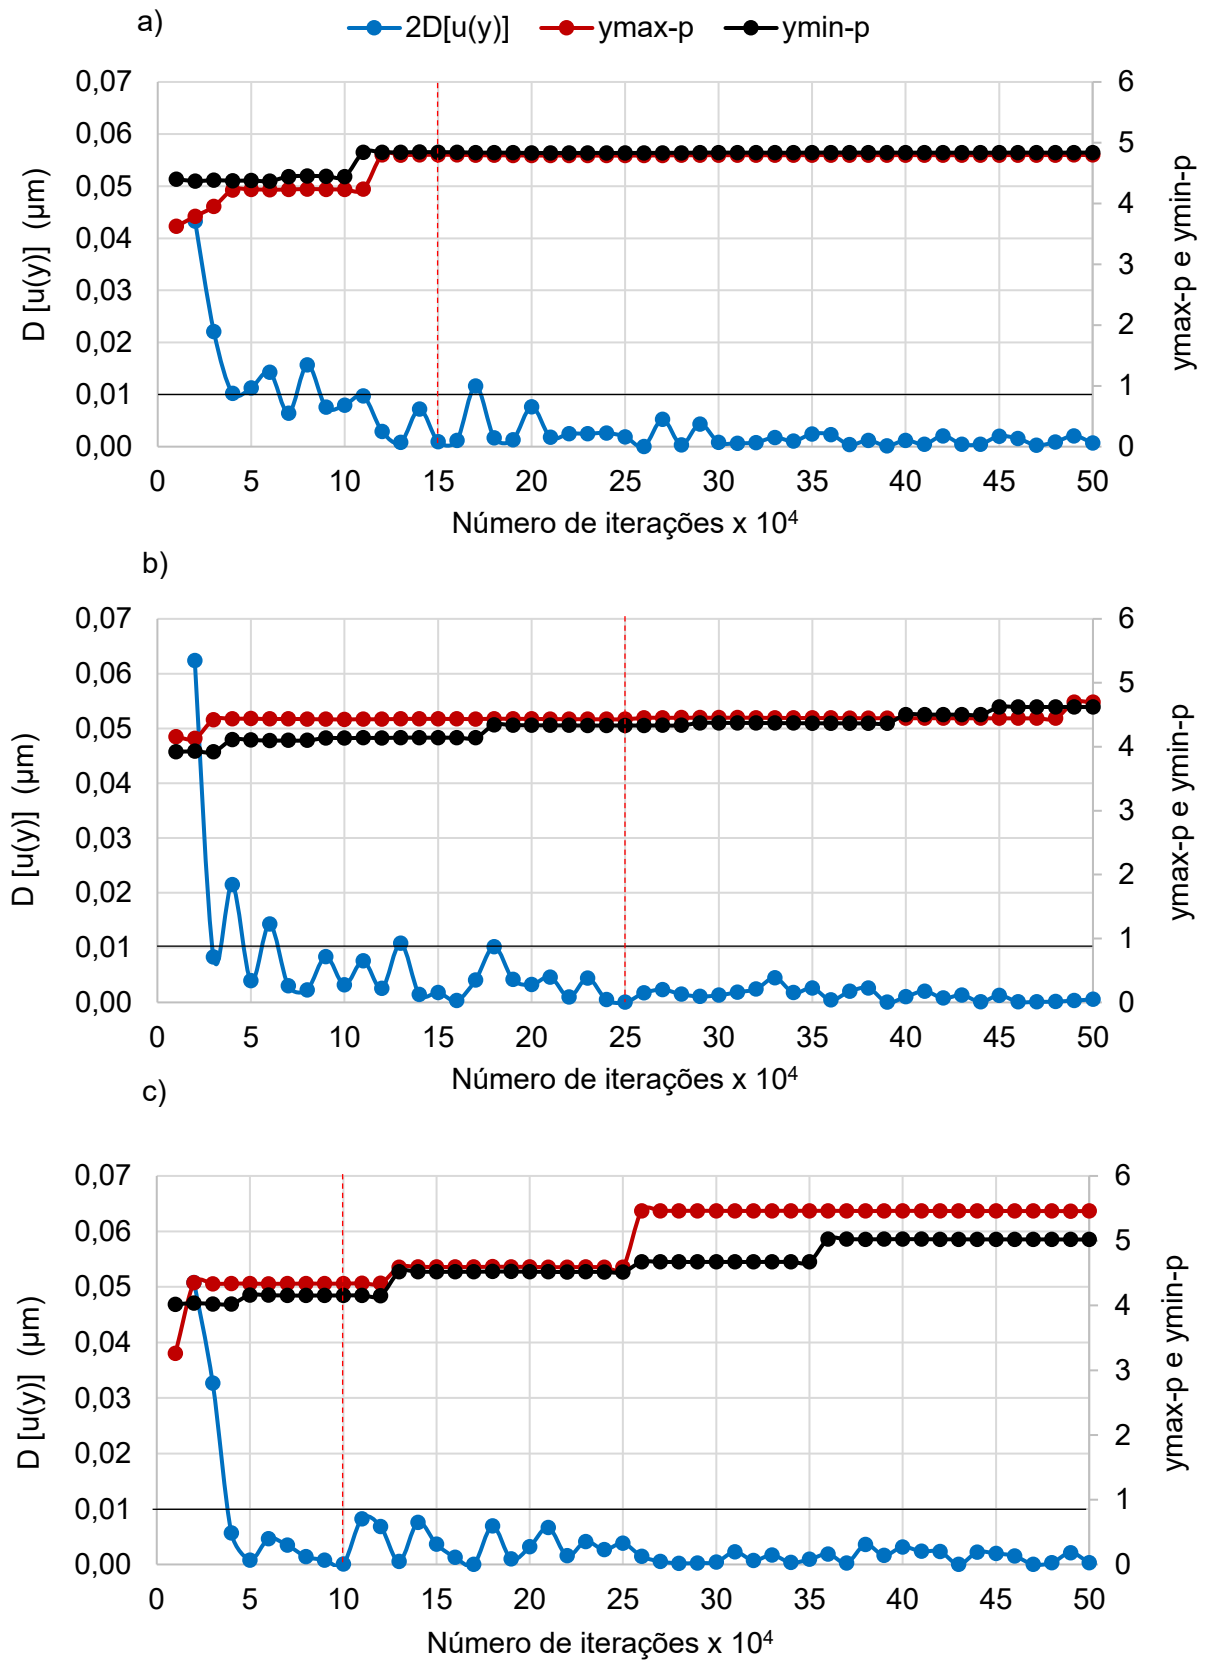 a)
2D[u(y)] ymax-p ymin-p
0,07 6
0,06 5
0,05 4
0,04 3
0,03 2
0,02 1
0,01 0
0,00
D [u(y)] (µm)
ymax-p e ymin-p
0 5 10 15 20 25 30 35 40 45 50
Número de iterações x 10⁴
b)
0,07 6
0,06 5
0,05 4
0,04 3
0,03 2
0,02 1
0,01 0
0,00
D [u(y)] (µm)
ymax-p e ymin-p
0 5 10 15 20 25 30 35 40 45 50
Número de iterações x 10⁴
c)
0,07 6
0,06 5
0,05 4
0,04 3
0,03 2
0,02 1
0,01 0
0,00
D [u(y)] (µm)
ymax-p e ymin-p
0 5 10 15 20 25 30 35 40 45 50
Número de iterações x 10⁴